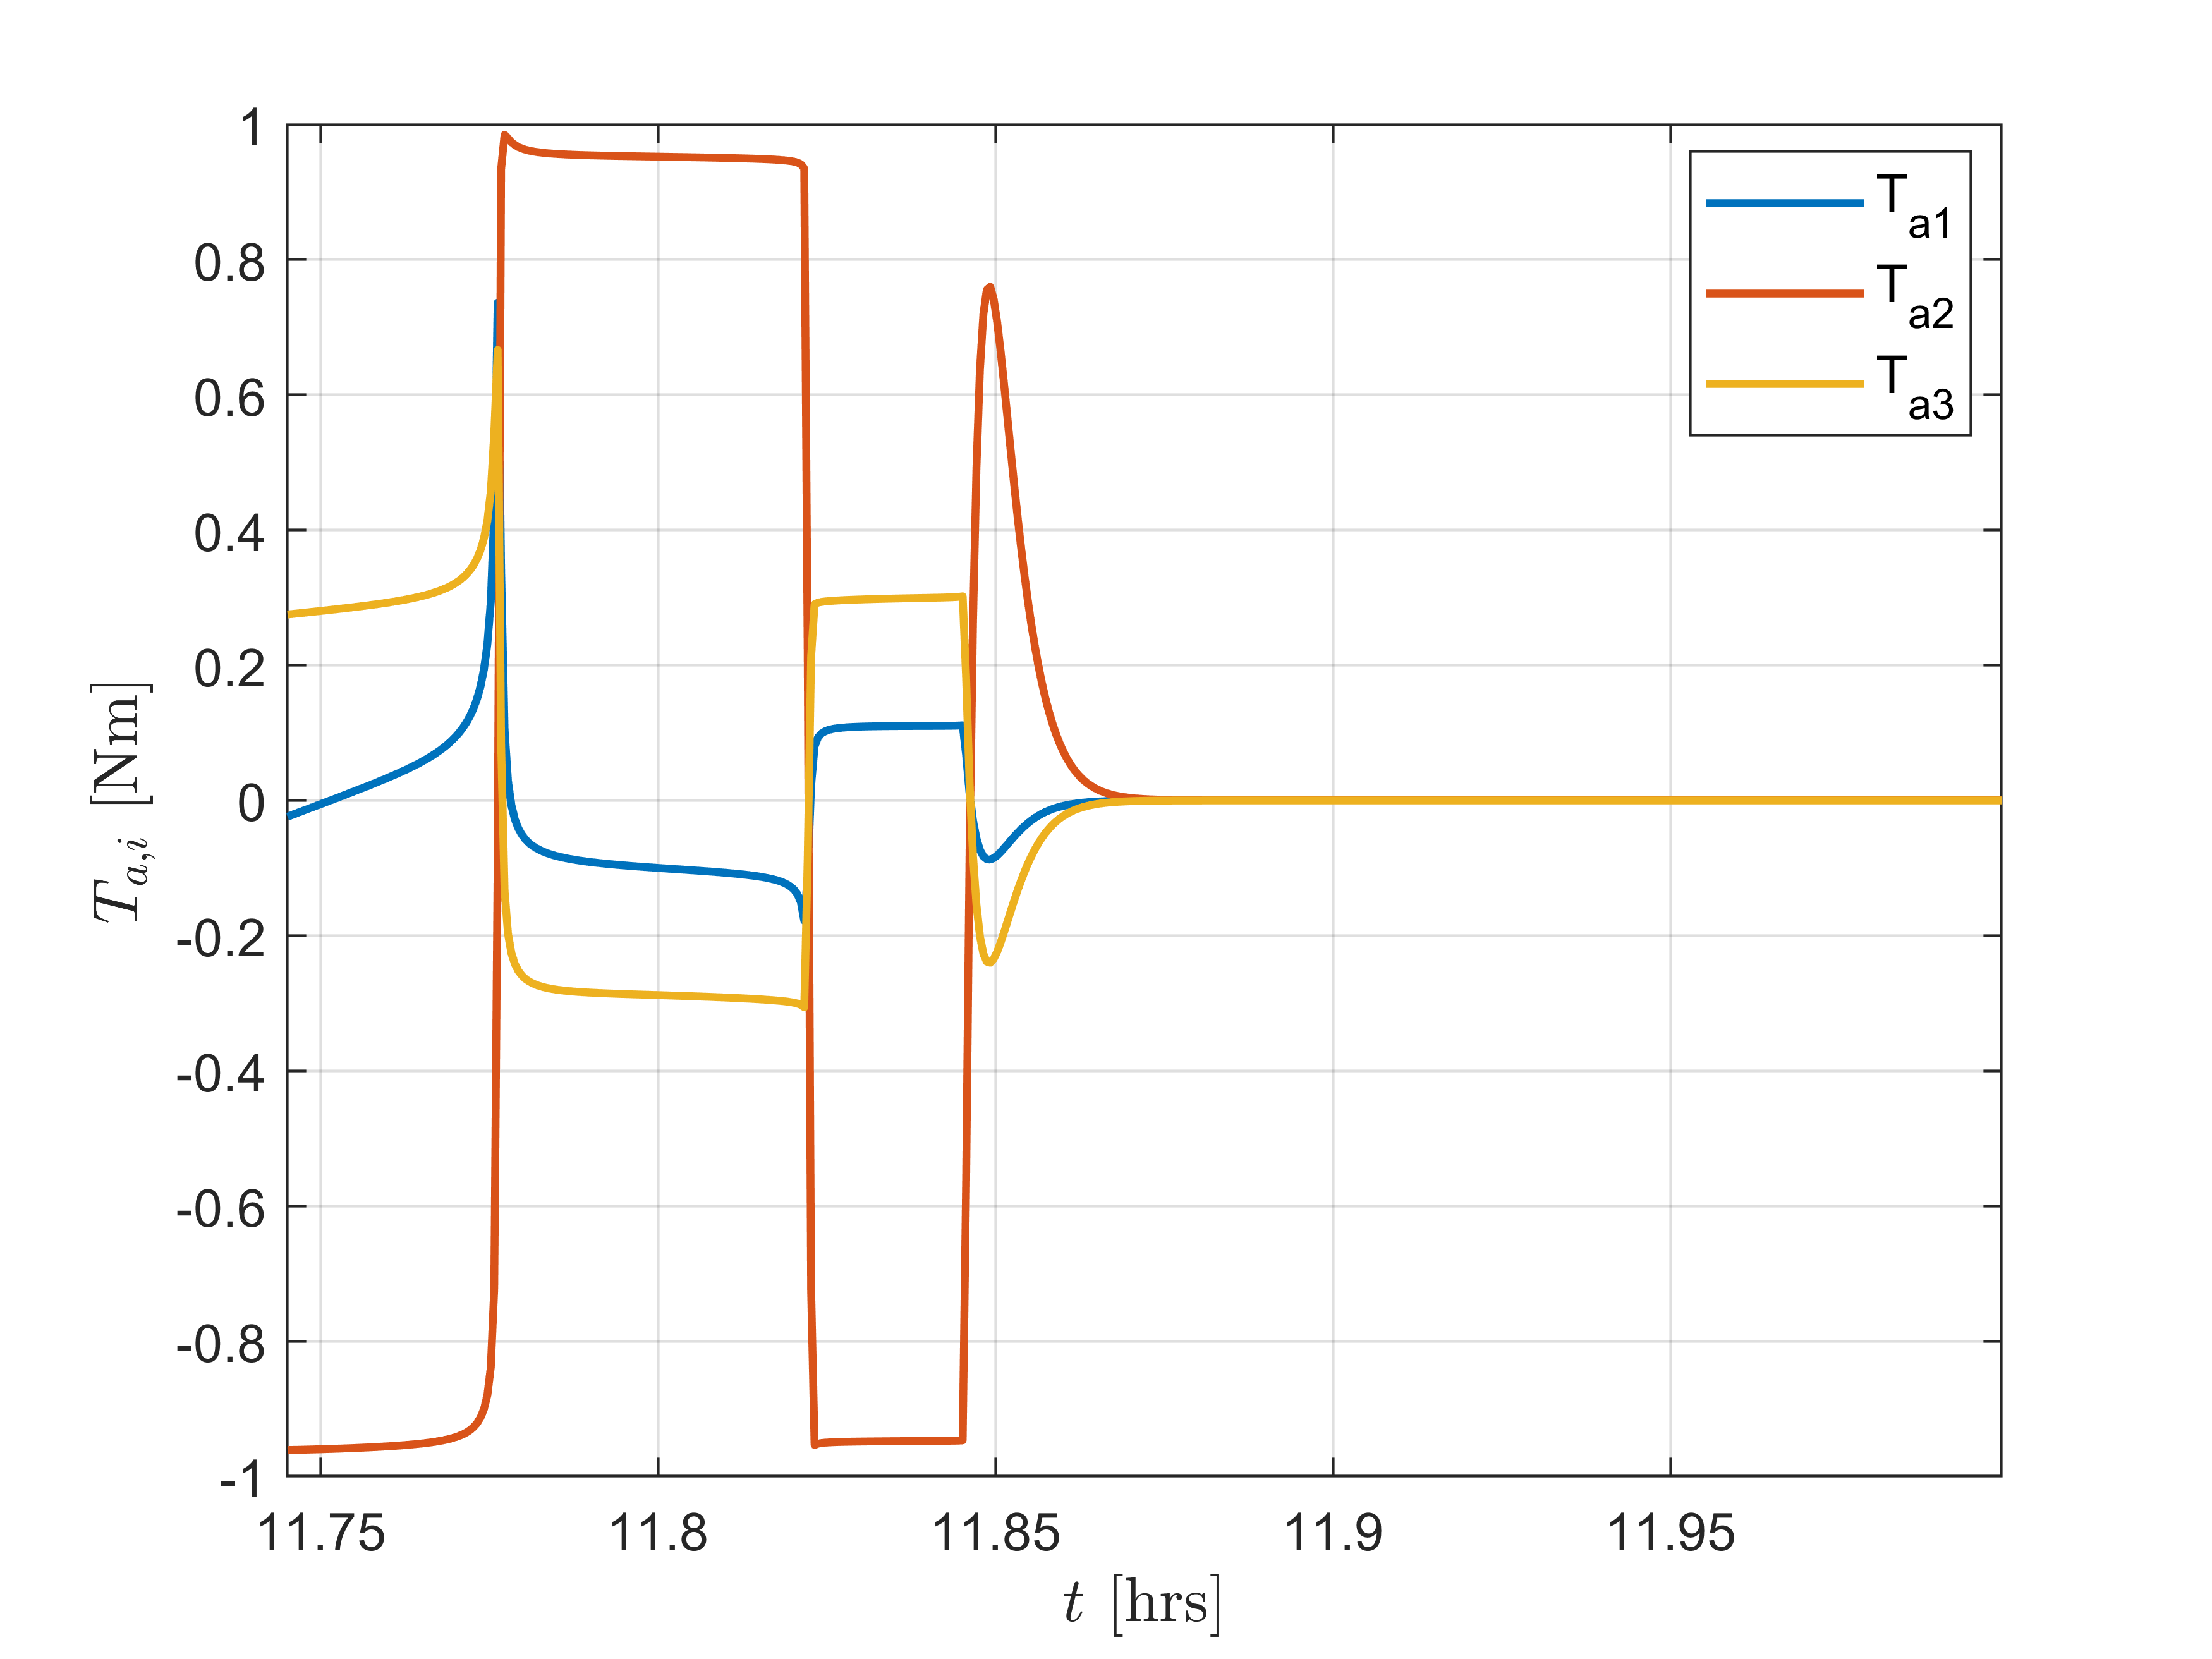 1
0.8
0.6
0.4
0.2
0
-0.2
-0.4
-0.6
-0.8
-1
11.75 11.8 11.85 11.9 11.95
t [hrs]
T_{a,i} [Nm]
T_{a1}
T_{a2}
T_{a3}